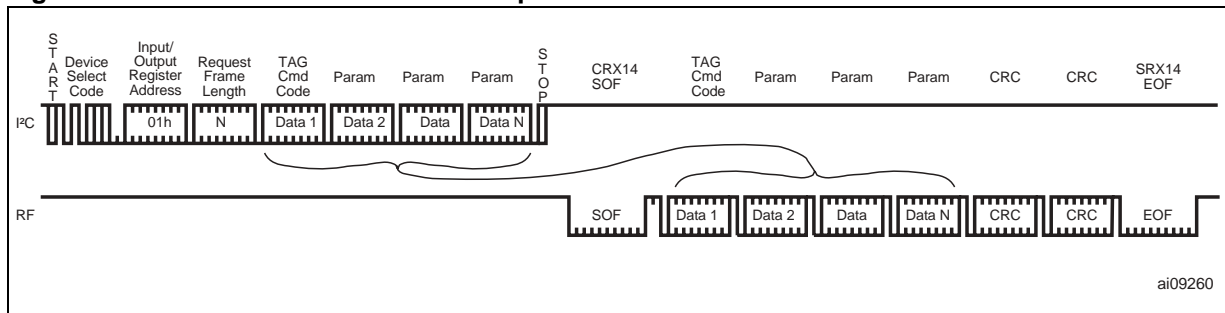 START Device Select Code Input/Output Register Address Request Frame Length TAG Cmd Code Param Param Param STOP CRX14 SOF TAG Cmd Code Param Param Param CRC CRC SRX14 EOF
I²C 01h N Data 1 Data 2 Data Data N
RF SOF Data 1 Data 2 Data Data N CRC CRC EOF
ai09260